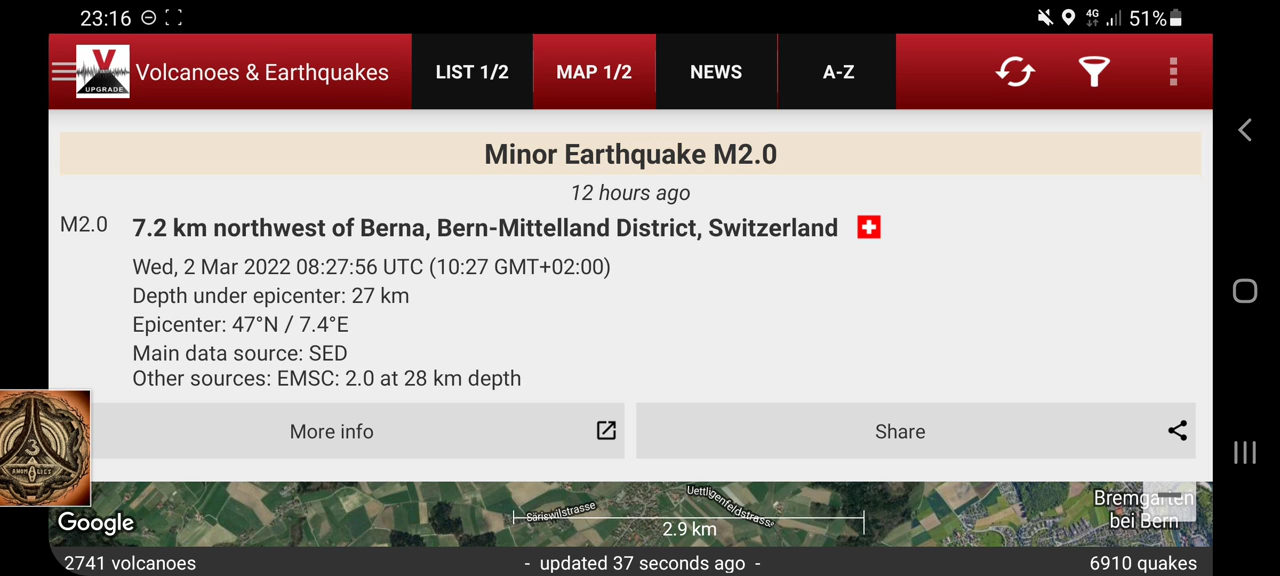 23:16
4G 51%
V UPGRADE Volcanoes & Earthquakes LIST 1/2 MAP 1/2 NEWS A-Z
Minor Earthquake M2.0
12 hours ago
M2.0 7.2 km northwest of Berna, Bern-Mittelland District, Switzerland
Wed, 2 Mar 2022 08:27:56 UTC (10:27 GMT+02:00)
Depth under epicenter: 27 km
Epicenter: 47°N / 7.4°E
Main data source: SED
Other sources: EMSC: 2.0 at 28 km depth
More info
Share
3
Google
Säriswilstrasse
Uettligenfeldstrasse
2.9 km
Bremgarten
bei Bern
2741 volcanoes - updated 37 seconds ago - 6910 quakes